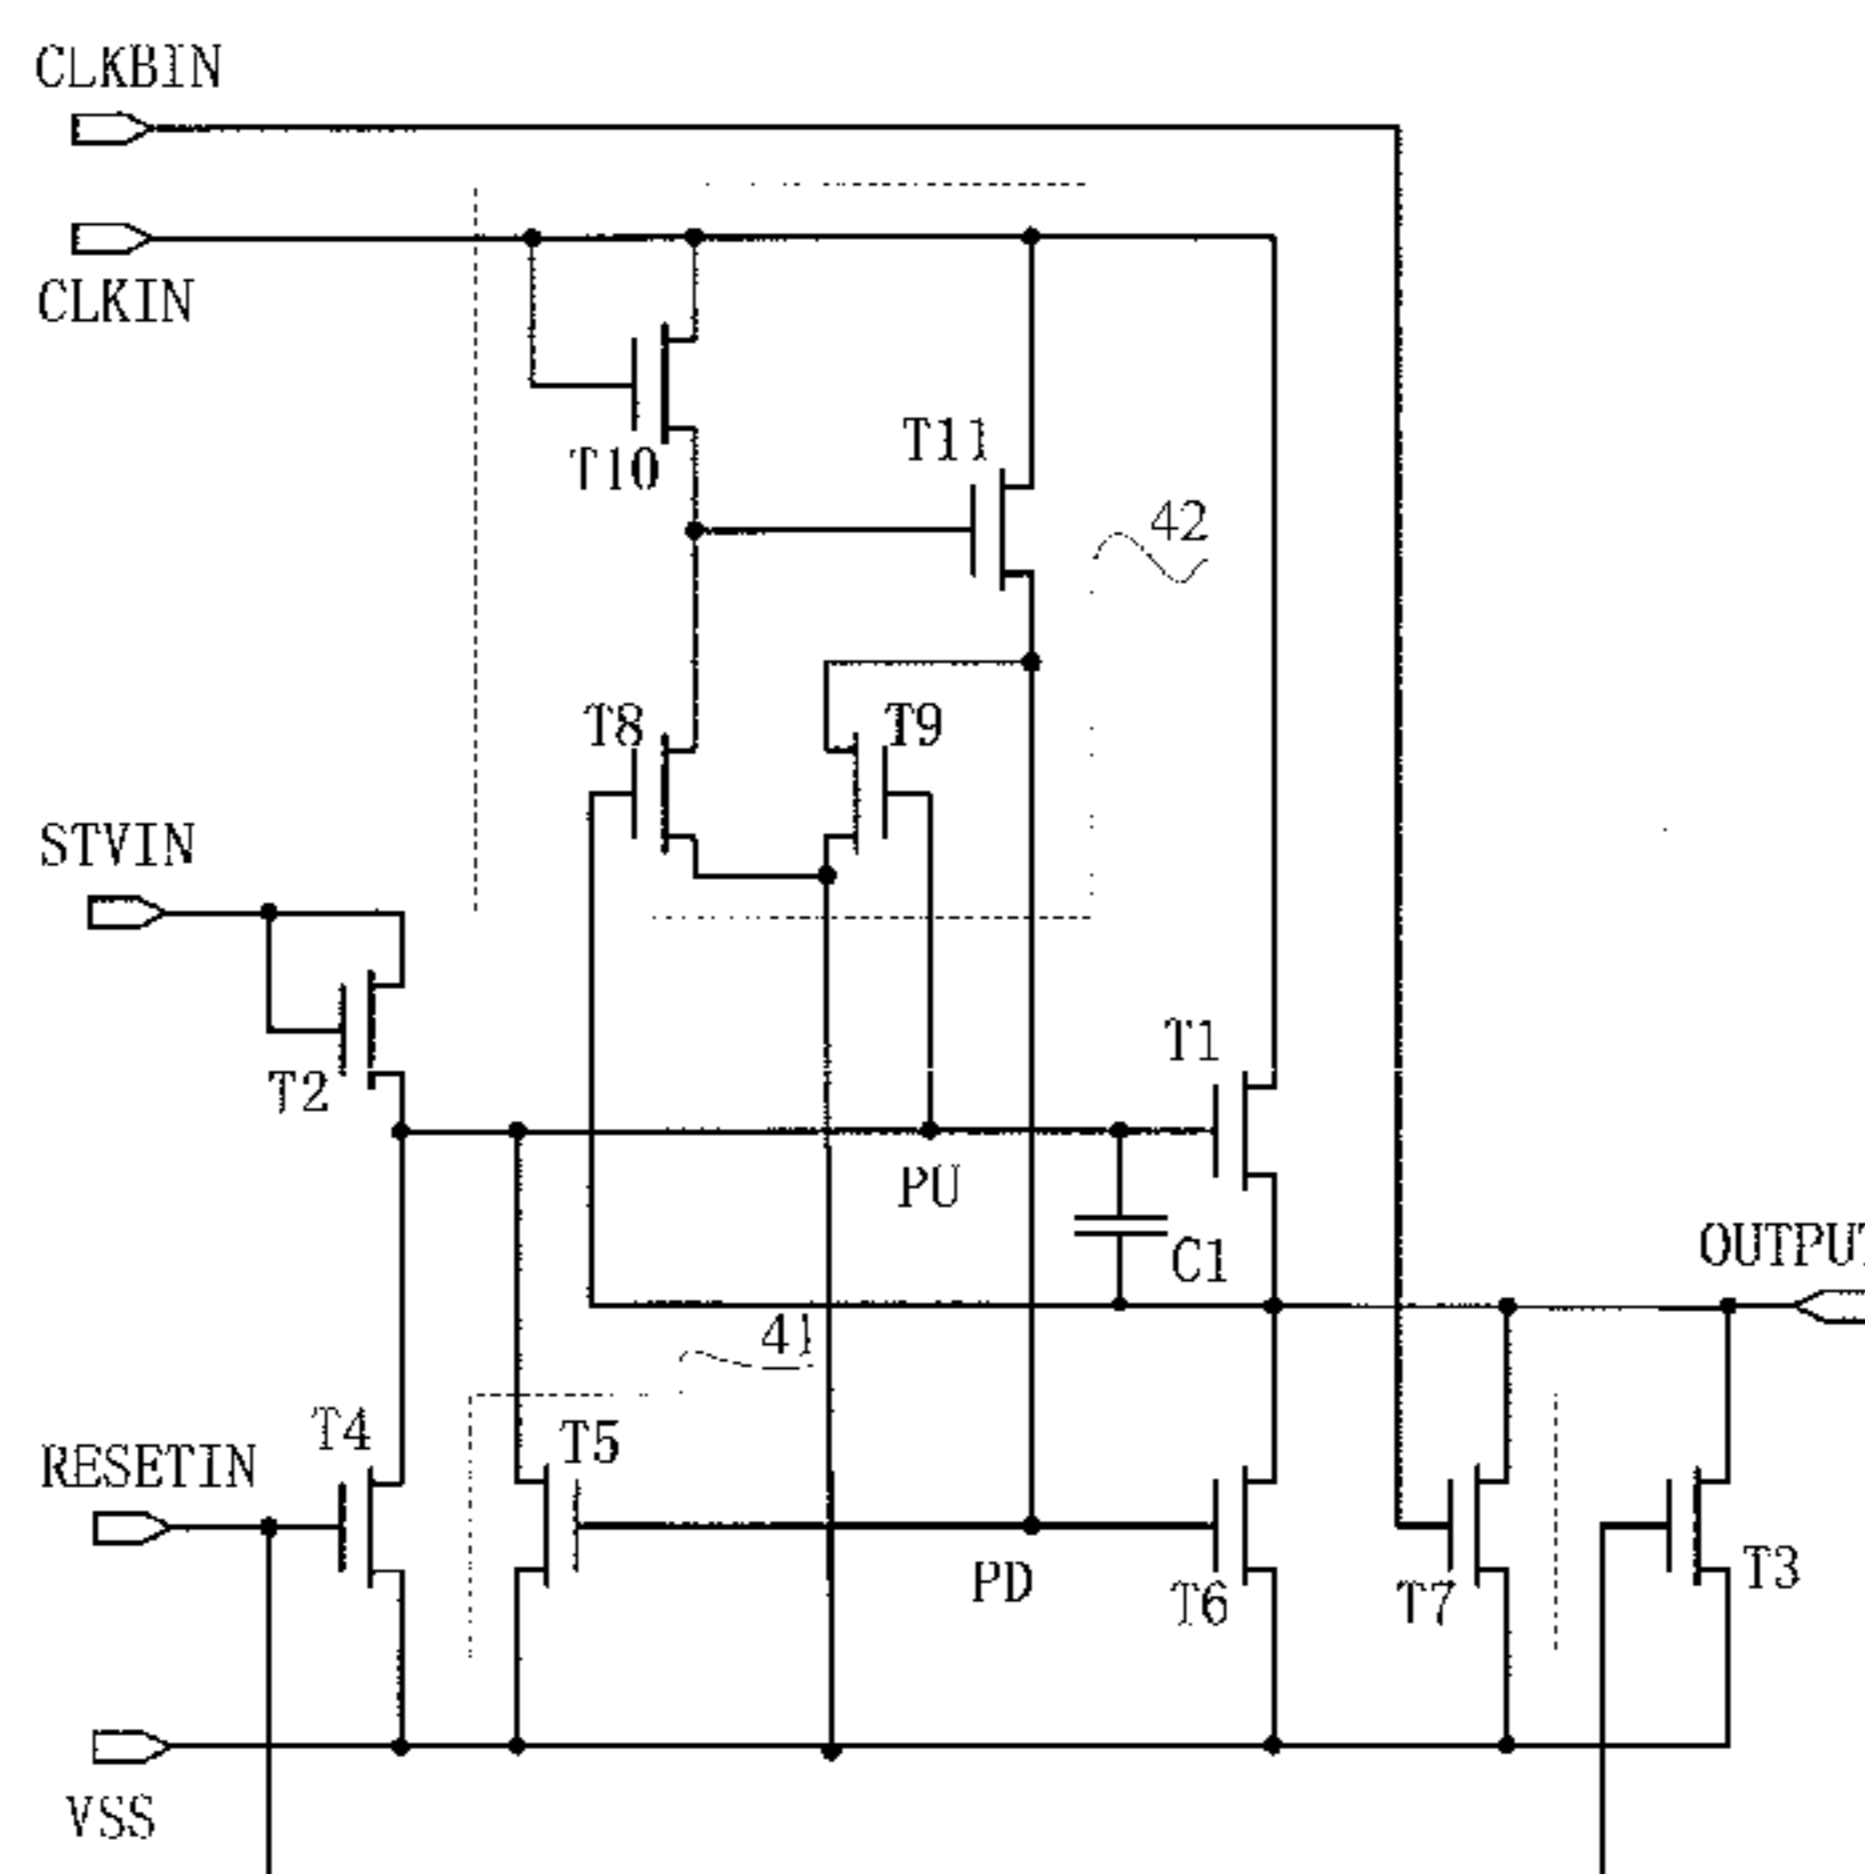 CLKBIN
CLKIN
T10
T11
42
T8
T9
STVIN
T2
T1
PU
C1
OUTPUT
41
T4
T5
RESETIN
PD
T6
T7
T3
VSS